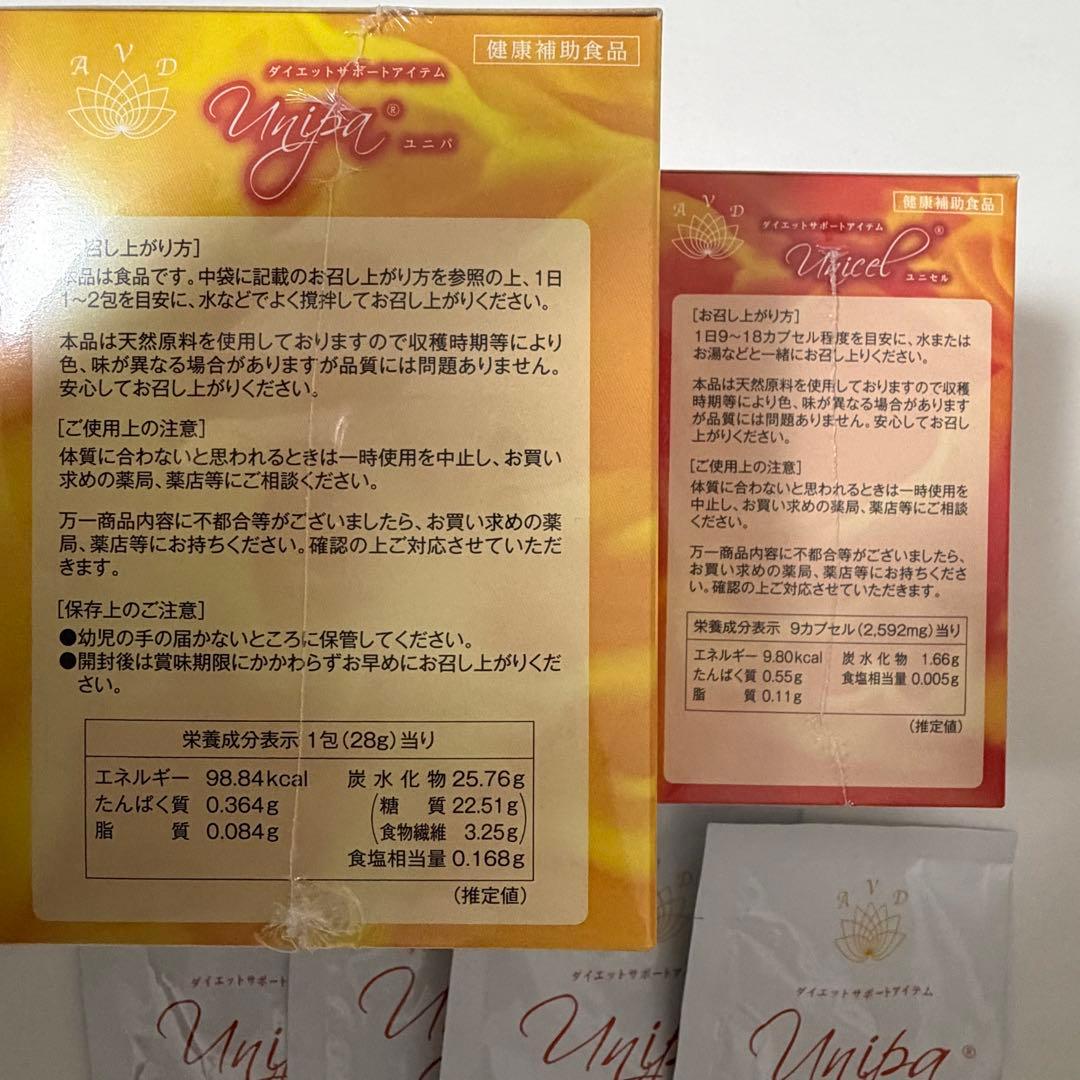 AVD
健康補助食品
ダイエットサポートアイテム
Unipa®
ユニパ
召し上がり方]
本品は食品です。中袋に記載のお召し上がり方を参照の上、1日
1〜2包を目安に、水などでよく撹拌してお召し上がりください。
本品は天然原料を使用しておりますので収穫時期等により
色、味が異なる場合がありますが品質には問題ありません。
安心してお召し上がりください。
[ご使用上の注意]
体質に合わないと思われるときは一時使用を中止し、お買い
求めの薬局、薬店等にご相談ください。
万一商品内容に不都合等がございましたら、お買い求めの薬
局、薬店等にお持ちください。確認の上ご対応させていただ
きます。
[保存上のご注意]
●幼児の手の届かないところに保管してください。
●開封後は賞味期限にかかわらずお早めにお召し上がりくだ
さい。
栄養成分表示 1包(28g)当り
エネルギー 98.84kcal 炭水化物 25.76g
たんぱく質 0.364g (糖質 22.51g
脂質 0.084g 食物繊維 3.25g)
食塩相当量 0.168g
(推定値)
AVD
健康補助食品
ダイエットサポートアイテム
Unicel®
ユニセル
[お召し上がり方]
1日9〜18カプセル程度を目安に、水または
お湯などと一緒にお召し上りください。
本品は天然原料を使用しておりますので収穫
時期等により色、味が異なる場合があります
が品質には問題ありません。安心してお召し
上がりください。
[ご使用上の注意]
体質に合わないと思われるときは一時使用を
中止し、お買い求めの薬局、薬店等にご相談
ください。
万一商品内容に不都合等がございましたら、
お買い求めの薬局、薬店等にお持ちくださ
い。確認の上ご対応させていただきます。
栄養成分表示 9カプセル(2,592mg)当り
エネルギー 9.80kcal 炭水化物 1.66g
たんぱく質 0.55g 食塩相当量 0.005g
脂質 0.11g
(推定値)
ダイエットサポート
Uni
U
AVD
ダイエットサポートア
Unipa
AVD
ダイエットサポートアイテム
Unipa®